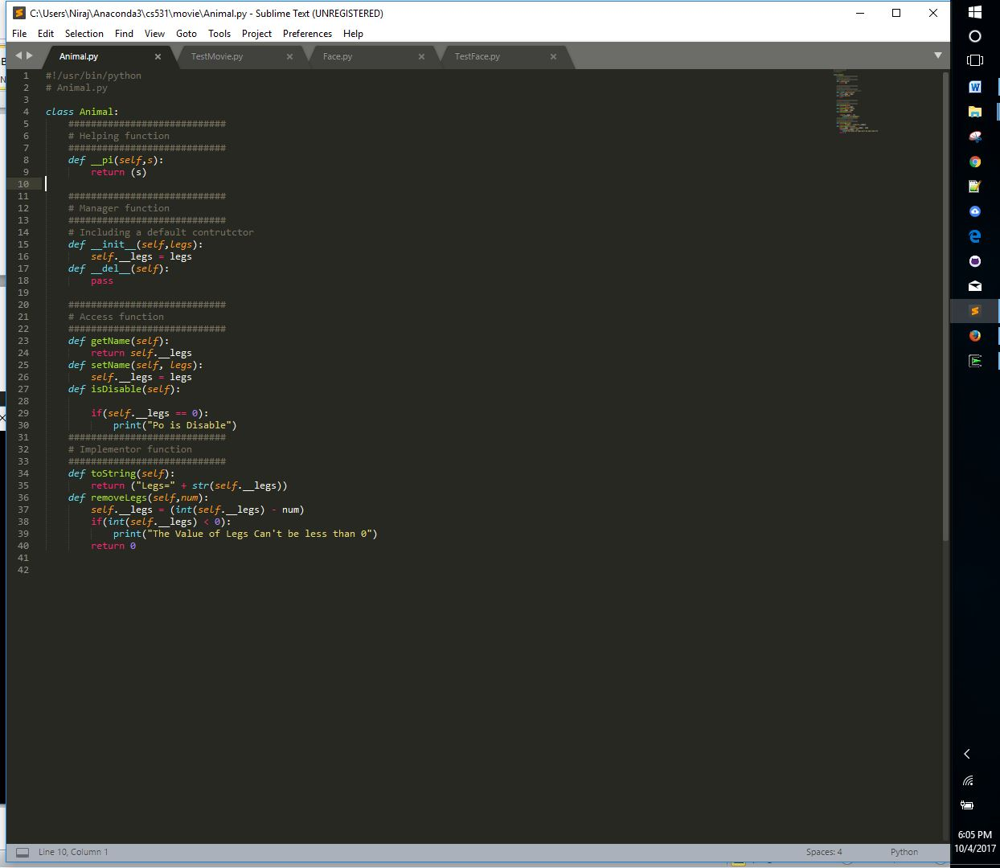 C:\Users\Niraj\Anaconda3\cs531\movie\Animal.py - Sublime Text (UNREGISTERED)
File Edit Selection Find View Goto Tools Project Preferences Help
Animal.py TestMovie.py Face.py TestFace.py
1 #!/usr/bin/python
2 # Animal.py
3
4 class Animal:
5     ############################
6     # Helping function
7     ############################
8     def __pi(self,s):
9         return (s)
10
11     ############################
12     # Manager function
13     ############################
14     # Including a default contrutctor
15     def __init__(self,legs):
16         self.__legs = legs
17     def __del__(self):
18         pass
19
20     ############################
21     # Access function
22     ############################
23     def getName(self):
24         return self.__legs
25     def setName(self, legs):
26         self.__legs = legs
27     def isDisable(self):
28
29         if(self.__legs == 0):
30             print("Po is Disable")
31     ############################
32     # Implementor function
33     ############################
34     def toString(self):
35         return ("Legs=" + str(self.__legs))
36     def removeLegs(self,num):
37         self.__legs = (int(self.__legs) - num)
38         if(int(self.__legs) < 0):
39             print("The Value of Legs Can't be less than 0")
40         return 0
41
42
Line 10, Column 1 Spaces: 4 Python
6:05 PM
10/4/2017